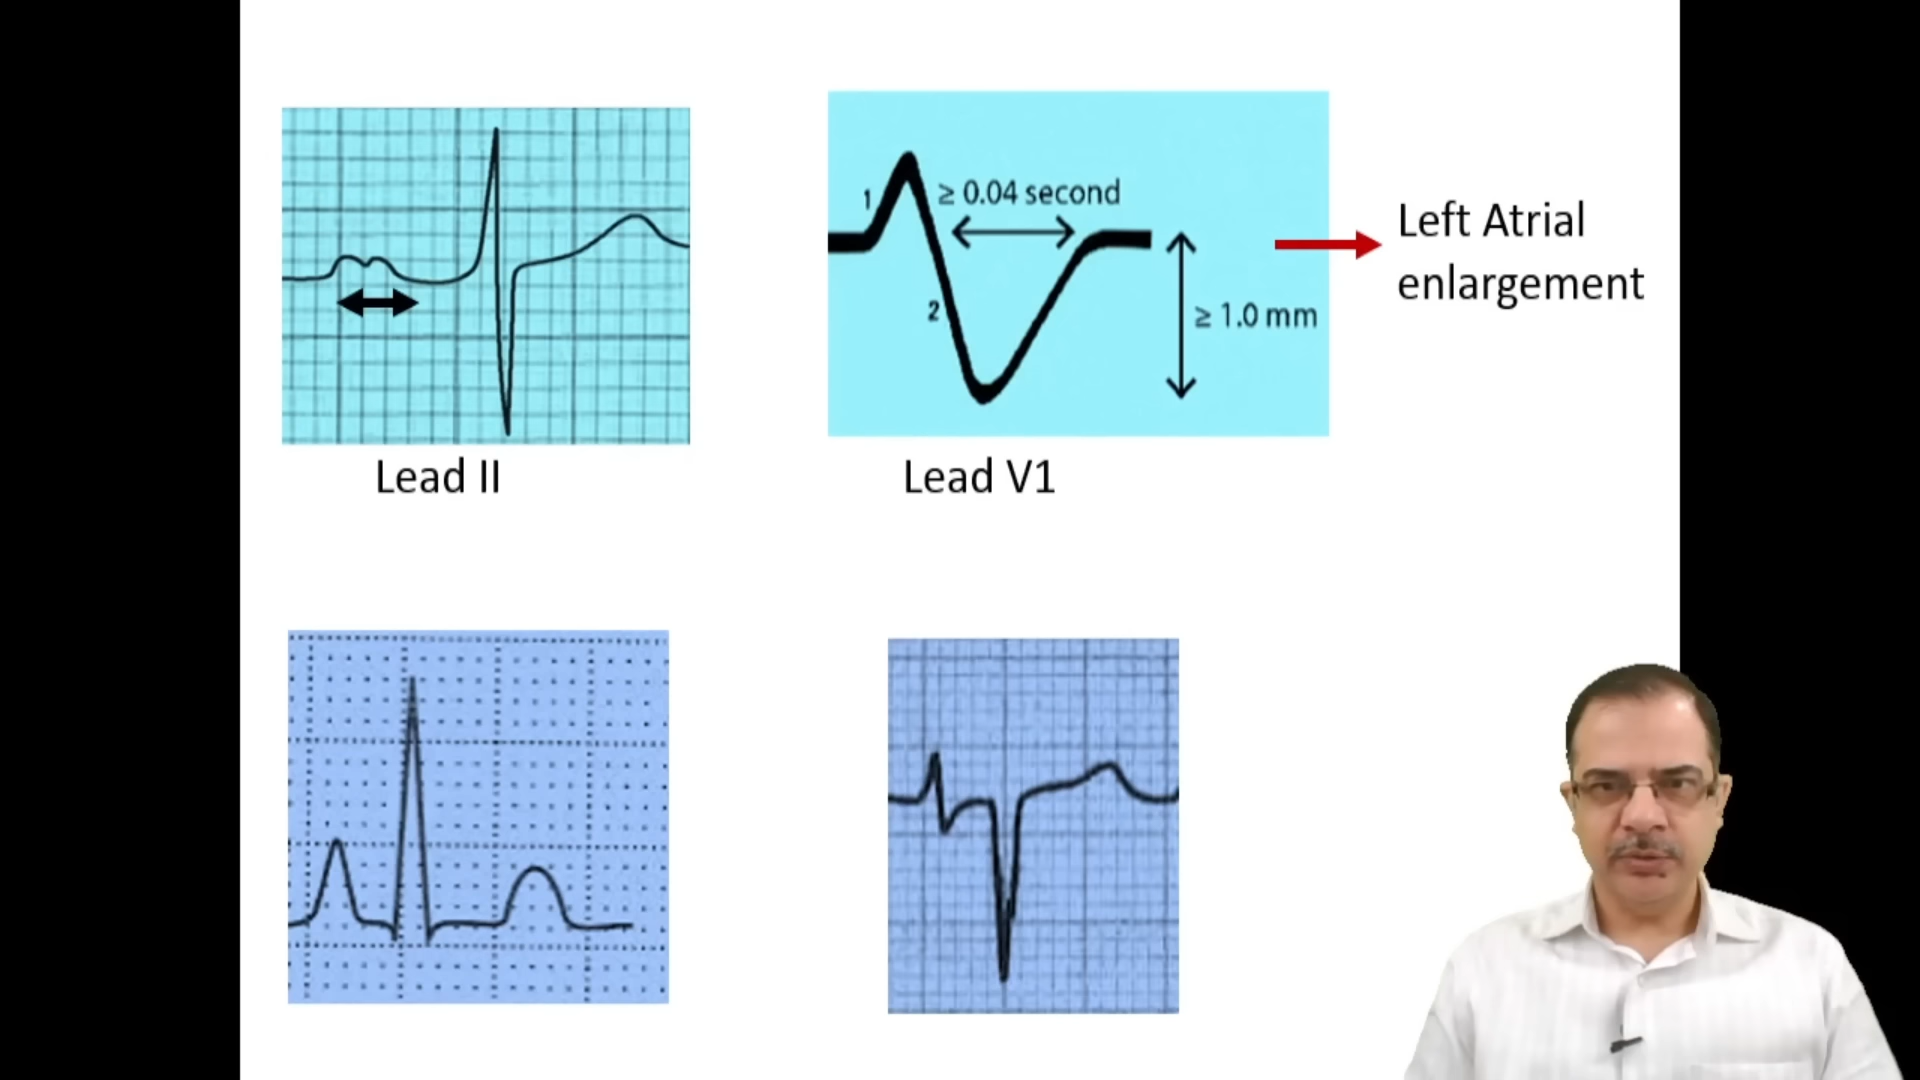 1
≥ 0.04 second
2
≥ 1.0 mm
Left Atrial
enlargement
Lead II
Lead V1